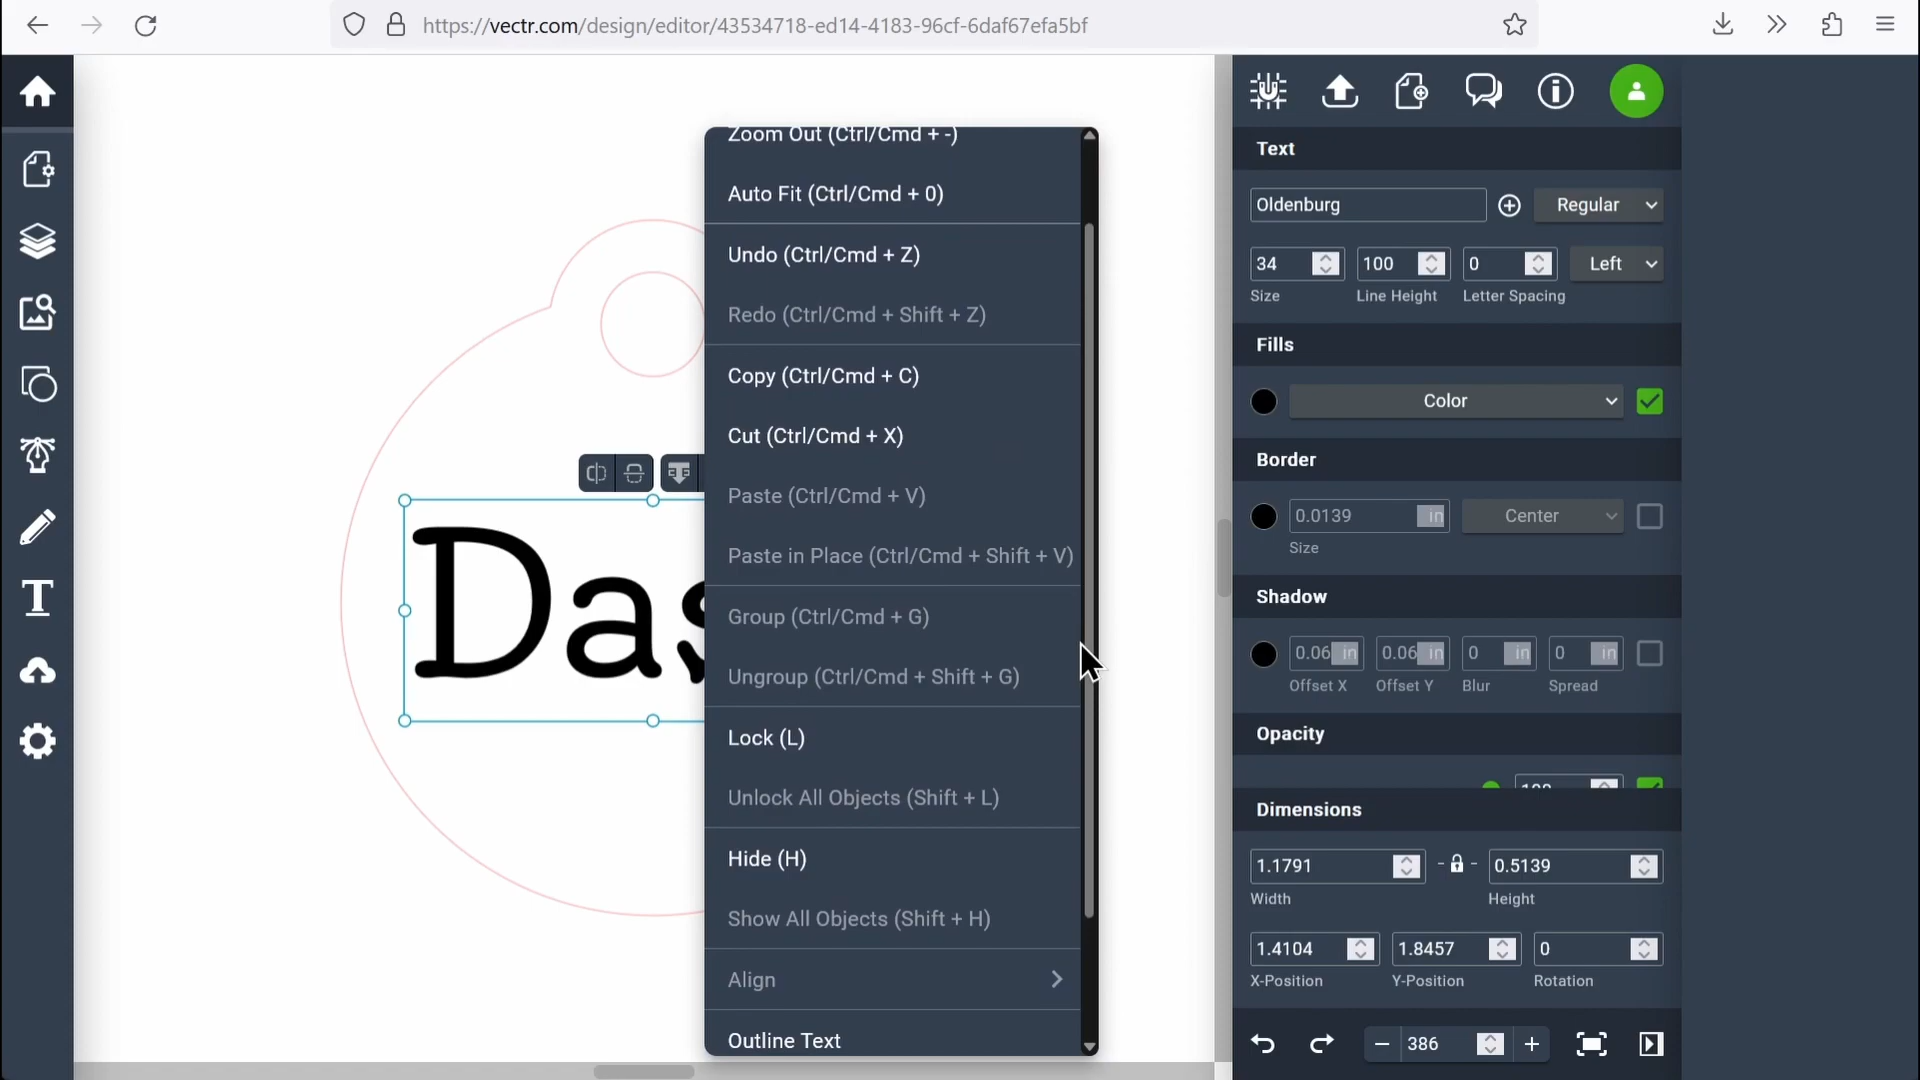 https://vectr.com/design/editor/43534718-ed14-4183-96cf-6daf67efa5bf
Zoom Out (Ctrl/Cmd + -)
Auto Fit (Ctrl/Cmd + 0)
Undo (Ctrl/Cmd + Z)
Redo (Ctrl/Cmd + Shift + Z)
Copy (Ctrl/Cmd + C)
Cut (Ctrl/Cmd + X)
Paste (Ctrl/Cmd + V)
Paste in Place (Ctrl/Cmd + Shift + V)
Group (Ctrl/Cmd + G)
Ungroup (Ctrl/Cmd + Shift + G)
Lock (L)
Unlock All Objects (Shift + L)
Hide (H)
Show All Objects (Shift + H)
Align
Outline Text
Das
Text
Oldenburg Regular
34 100 0 Left
Size Line Height Letter Spacing
Fills
Color
Border
0.0139 in Center
Size
Shadow
0.06 in 0.06 in 0 in 0 in
Offset X Offset Y Blur Spread
Opacity
100
Dimensions
1.1791 0.5139
Width Height
1.4104 1.8457 0
X-Position Y-Position Rotation
386